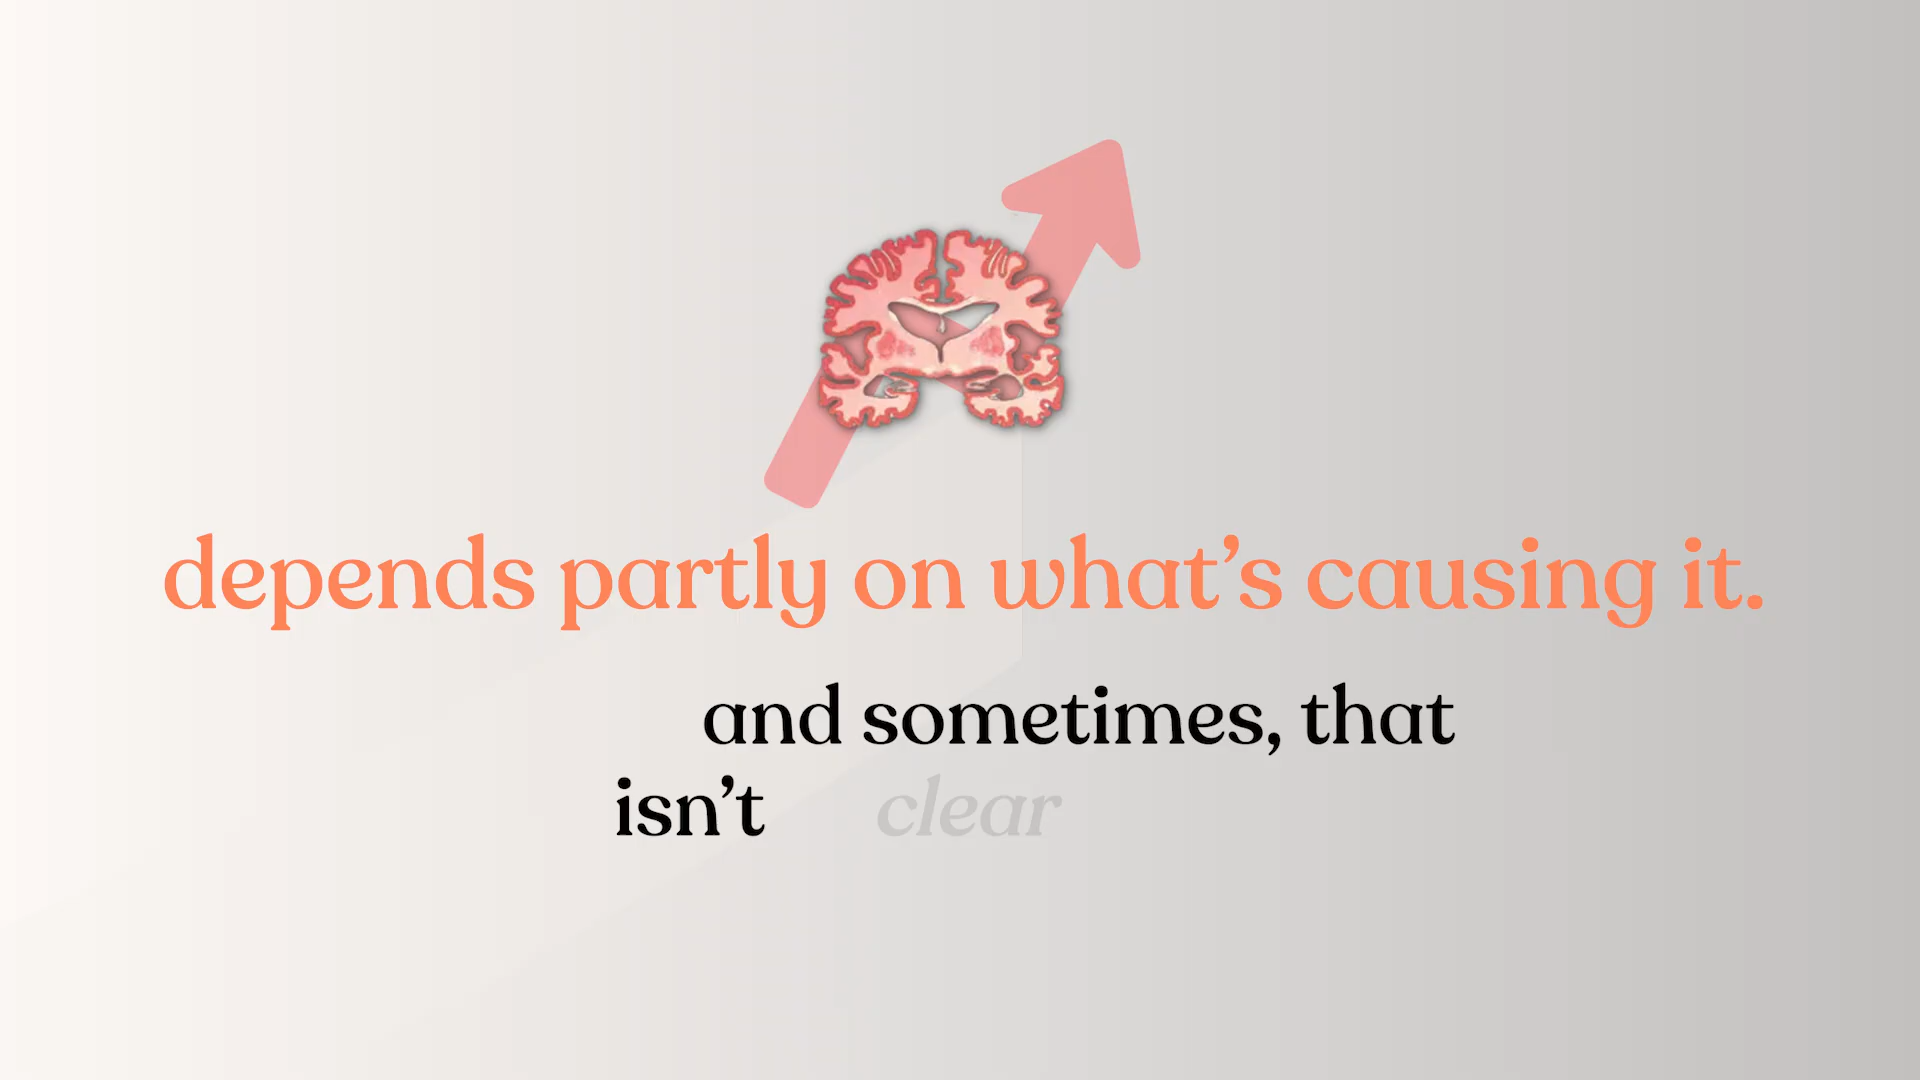 depends partly on what’s causing it.
and sometimes, that
isn’t clear